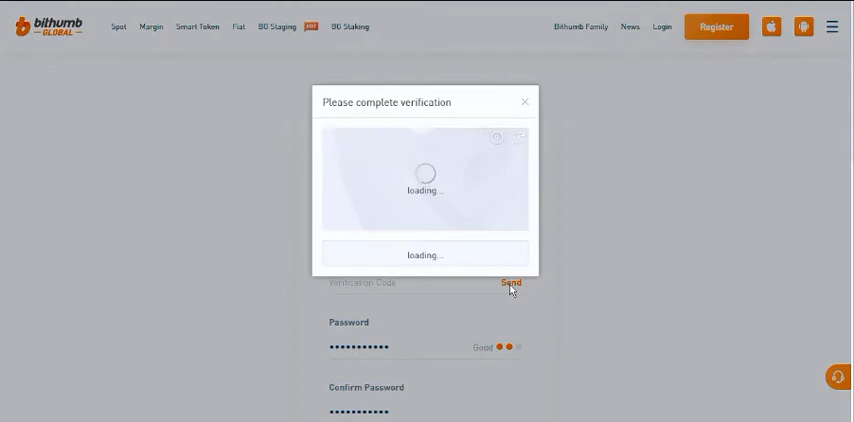 bithumb
GLOBAL
Spot Margin Smart Token Fiat BG Staging HOT BG Staking
Bithumb Family News Login Register
Please complete verification
loading...
loading...
Verification Code Send
Password
Good
Confirm Password